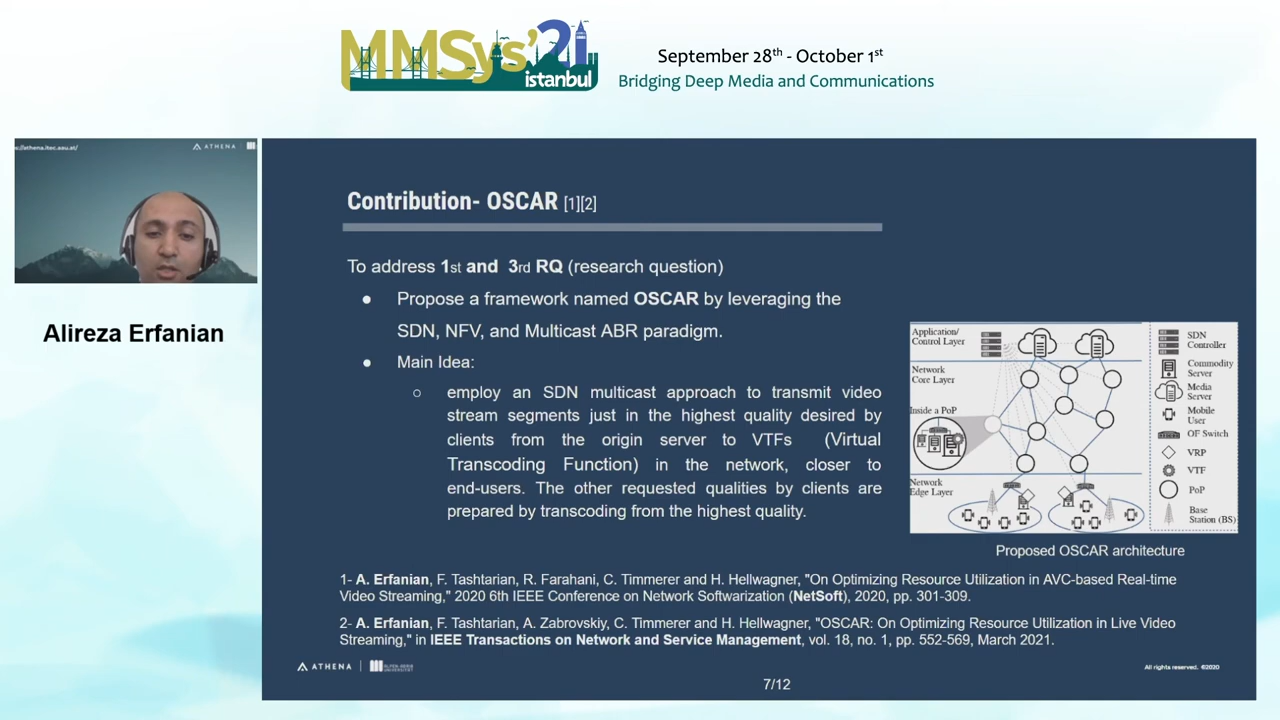 MMSys'21
istanbul
September 28th - October 1st
Bridging Deep Media and Communications
s://athena.itec.aau.at/
ATHENA
Alireza Erfanian
Contribution- OSCAR [1][2]
To address 1st and 3rd RQ (research question)
● Propose a framework named OSCAR by leveraging the
SDN, NFV, and Multicast ABR paradigm.
● Main Idea:
○ employ an SDN multicast approach to transmit video
stream segments just in the highest quality desired by
clients from the origin server to VTFs (Virtual
Transcoding Function) in the network, closer to
end-users. The other requested qualities by clients are
prepared by transcoding from the highest quality.
Application/
Control Layer
Network
Core Layer
Inside a PoP
Network
Edge Layer
SDN
Controller
Commodity
Server
Media
Server
Mobile
User
OF Switch
VRP
VTF
PoP
Base
Station (BS)
Proposed OSCAR architecture
1- A. Erfanian, F. Tashtarian, R. Farahani, C. Timmerer and H. Hellwagner, "On Optimizing Resource Utilization in AVC-based Real-time
Video Streaming," 2020 6th IEEE Conference on Network Softwarization (NetSoft), 2020, pp. 301-309.
2- A. Erfanian, F. Tashtarian, A. Zabrovskiy, C. Timmerer and H. Hellwagner, "OSCAR: On Optimizing Resource Utilization in Live Video
Streaming," in IEEE Transactions on Network and Service Management, vol. 18, no. 1, pp. 552-569, March 2021.
ATHENA
All rights reserved. ©2020
7/12